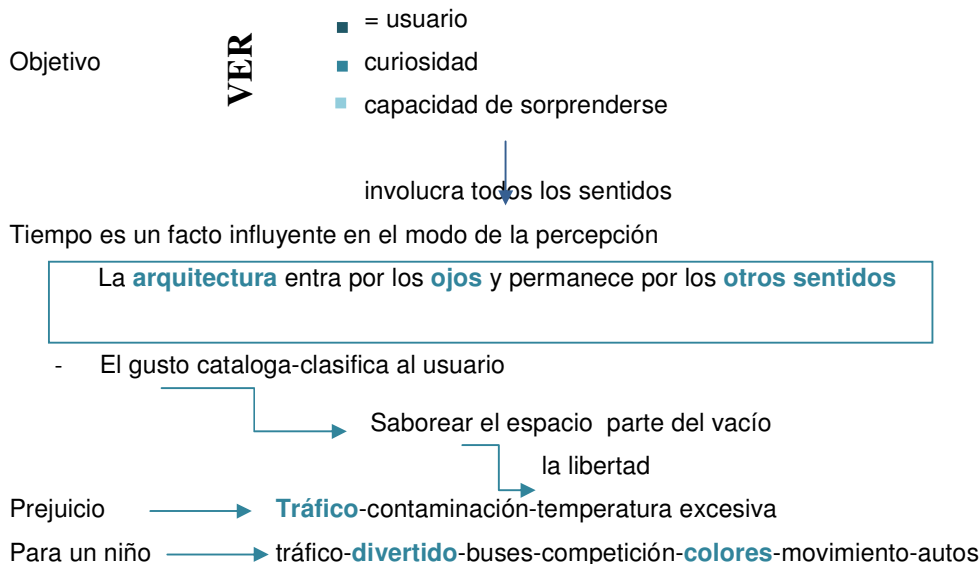 = usuario
Objetivo VER curiosidad
capacidad de sorprenderse
involucra todos los sentidos
Tiempo es un facto influyente en el modo de la percepción
La arquitectura entra por los ojos y permanece por los otros sentidos
- El gusto cataloga-clasifica al usuario
Saborear el espacio parte del vacío
la libertad
Prejuicio Tráfico-contaminación-temperatura excesiva
Para un niño tráfico-divertido-buses-competición-colores-movimiento-autos